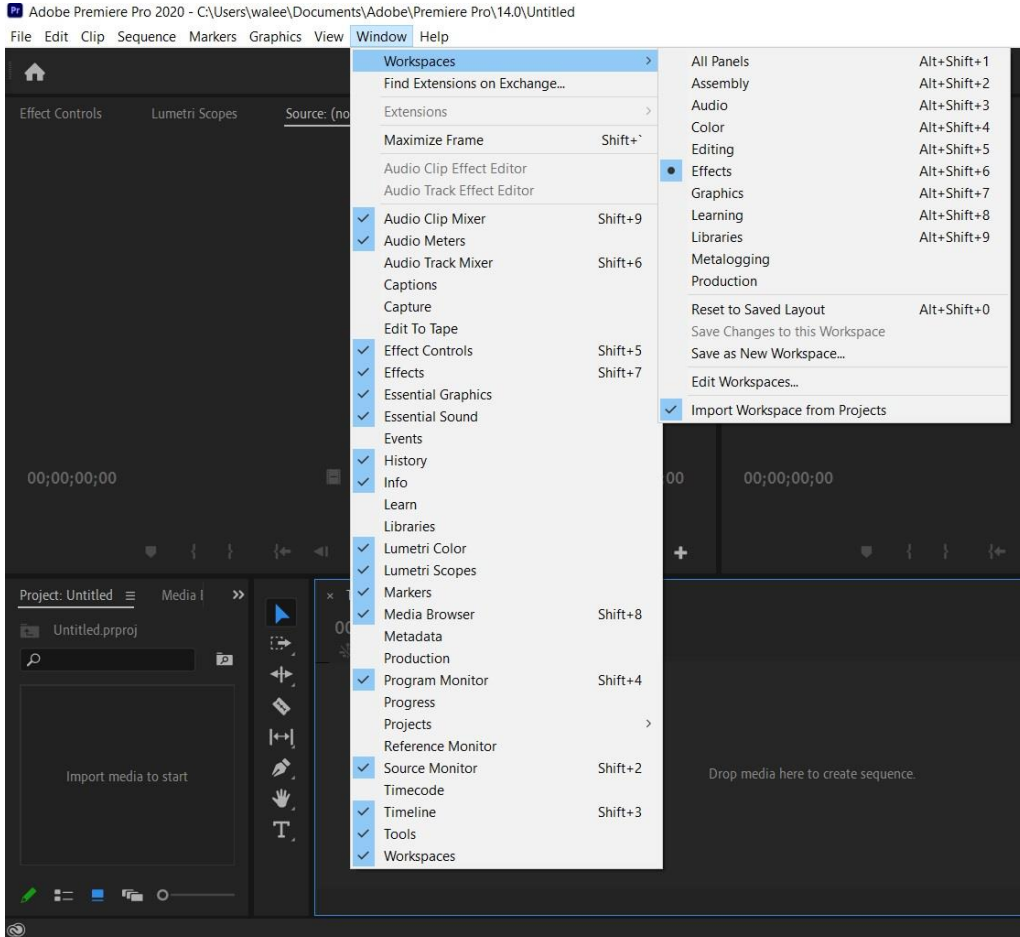 Pr Adobe Premiere Pro 2020 - C:\Users\walee\Documents\Adobe\Premiere Pro\14.0\Untitled
File Edit Clip Sequence Markers Graphics View Window Help
Effect Controls Lumetri Scopes Source: (no
Workspaces
Find Extensions on Exchange...
Extensions
Maximize Frame Shift+`
Audio Clip Effect Editor
Audio Track Effect Editor
Audio Clip Mixer Shift+9
Audio Meters
Audio Track Mixer Shift+6
Captions
Capture
Edit To Tape
Effect Controls Shift+5
Effects Shift+7
Essential Graphics
Essential Sound
Events
History
Info
Learn
Libraries
Lumetri Color
Lumetri Scopes
Markers
Media Browser Shift+8
Metadata
Production
Program Monitor Shift+4
Progress
Projects
Reference Monitor
Source Monitor Shift+2
Timecode
Timeline Shift+3
Tools
Workspaces
All Panels Alt+Shift+1
Assembly Alt+Shift+2
Audio Alt+Shift+3
Color Alt+Shift+4
Editing Alt+Shift+5
Effects Alt+Shift+6
Graphics Alt+Shift+7
Learning Alt+Shift+8
Libraries Alt+Shift+9
Metalogging
Production
Reset to Saved Layout Alt+Shift+0
Save Changes to this Workspace
Save as New Workspace...
Edit Workspaces...
Import Workspace from Projects
00;00;00;00
:00
00;00;00;00
Project: Untitled Media
Untitled.prproj
Import media to start
00
Drop media here to create sequence.